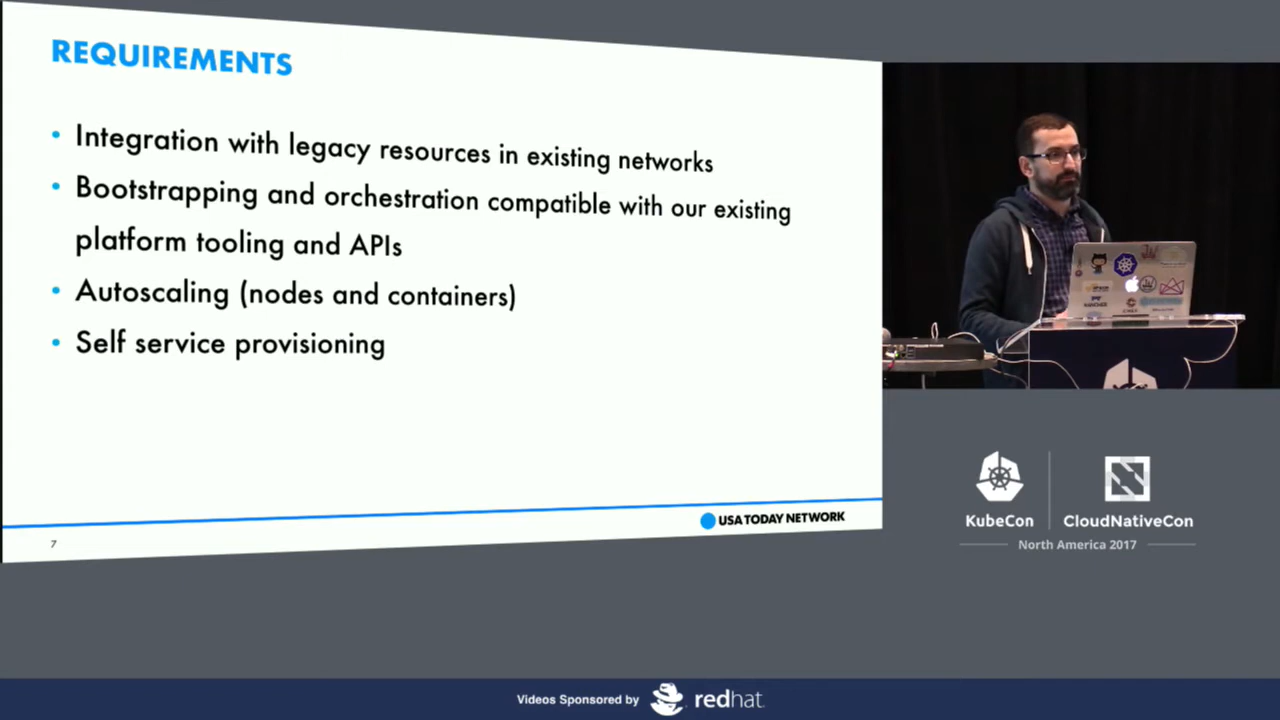 REQUIREMENTS
• Integration with legacy resources in existing networks
• Bootstrapping and orchestration compatible with our existing
platform tooling and APIs
• Autoscaling (nodes and containers)
• Self service provisioning
USA TODAY NETWORK
7
KubeCon
CloudNativeCon
North America 2017
Videos Sponsored by
redhat.